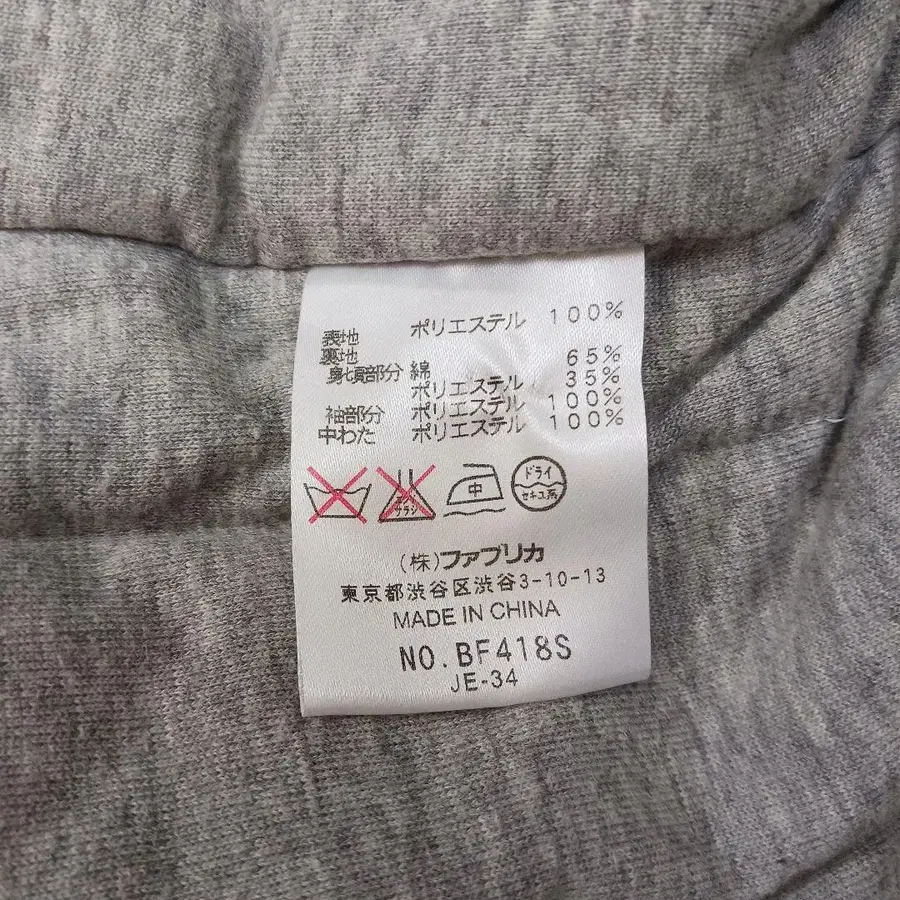 表地 ポリエステル 100%
裏地
身頃部分 綿 65%
ポリエステル 35%
袖部分 ポリエステル 100%
中わた ポリエステル 100%
エンソ
サラシ
中
ドライ
セキユ系
(株)ファブリカ
東京都渋谷区渋谷3-10-13
MADE IN CHINA
NO.BF418S
JE-34